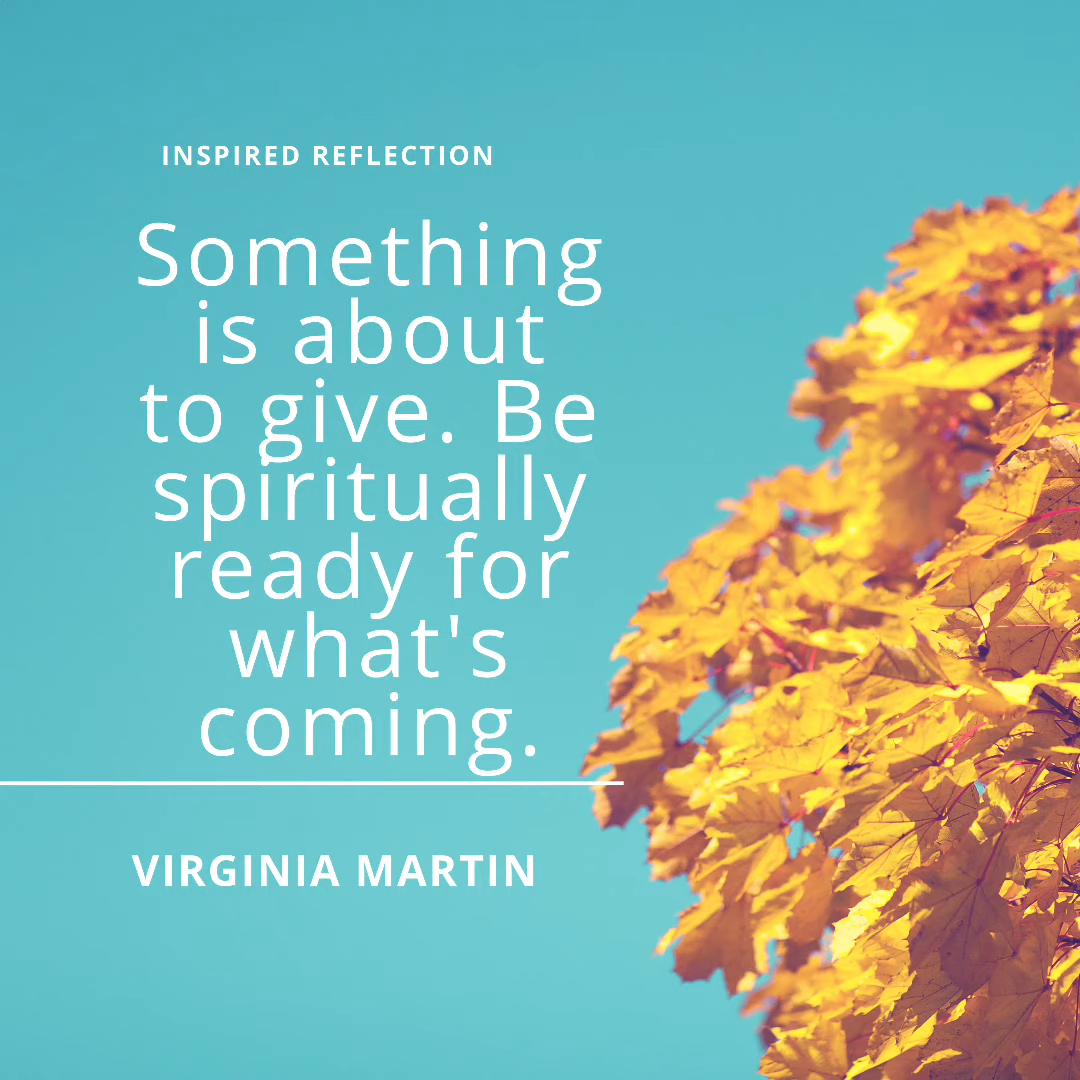 INSPIRED REFLECTION
Something
is about
to give. Be
spiritually
ready for
what's
coming.
VIRGINIA MARTIN